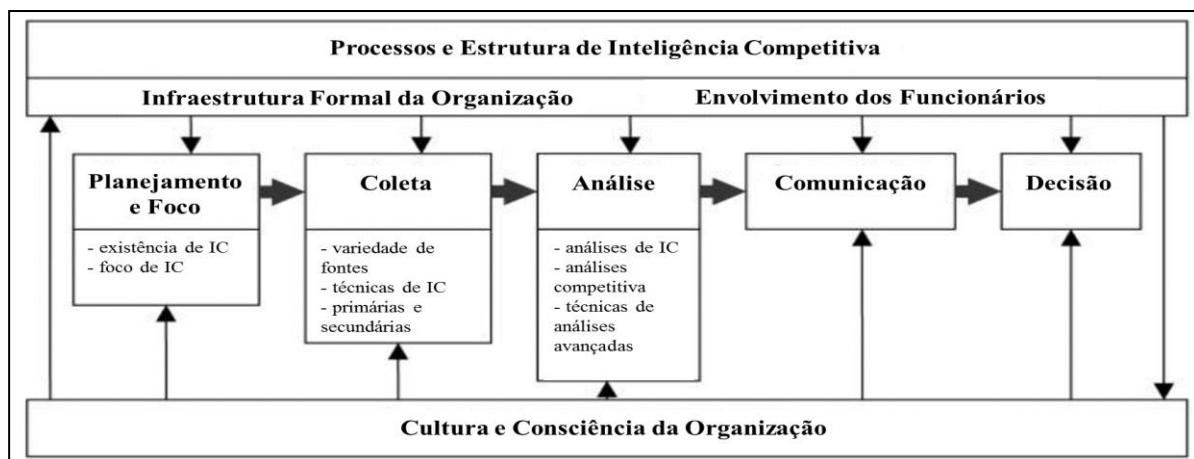 Processos e Estrutura de Inteligência Competitiva
Infraestrutura Formal da Organização
Envolvimento dos Funcionários
Planejamento
e Foco
- existência de IC
- foco de IC
Coleta
- variedade de
fontes
- técnicas de IC
- primárias e
secundárias
Análise
- análises de IC
- análises
competitiva
- técnicas de
análises
avançadas
Comunicação
Decisão
Cultura e Consciência da Organização